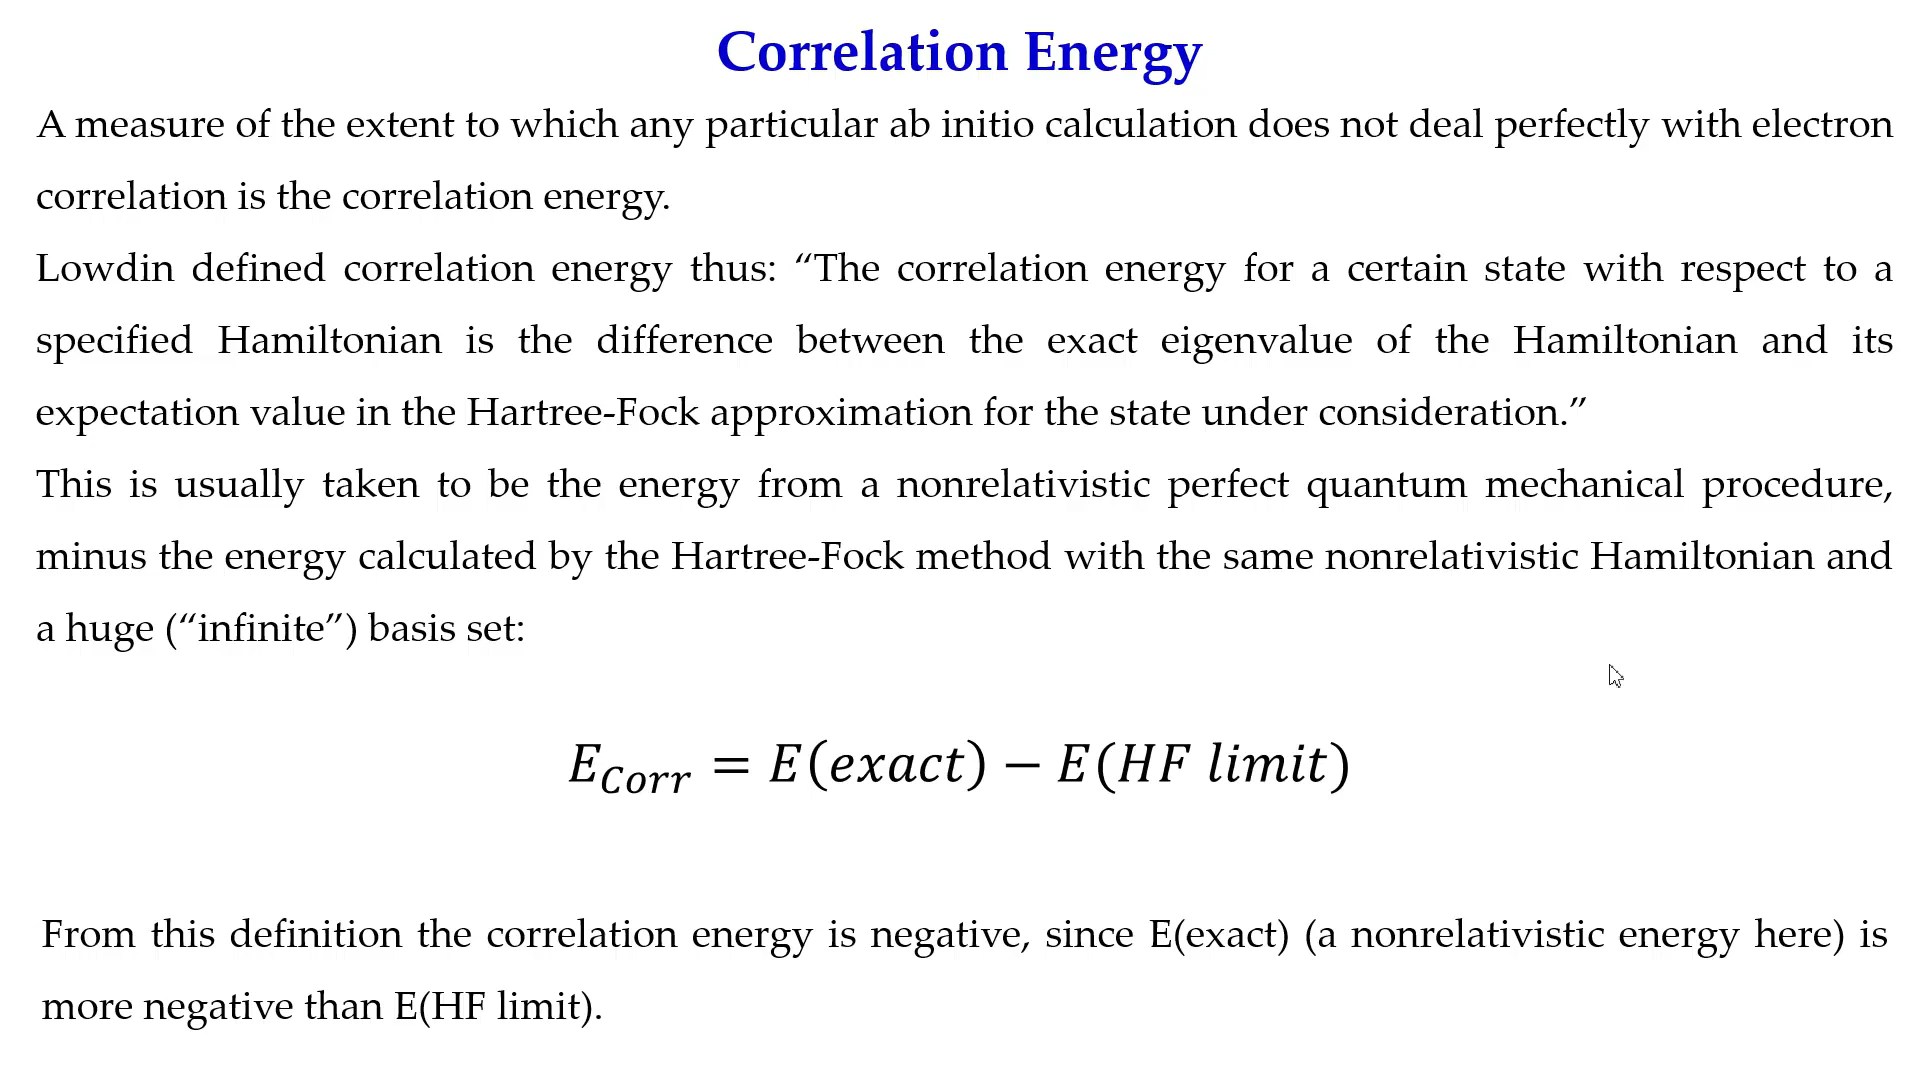 Correlation Energy
A measure of the extent to which any particular ab initio calculation does not deal perfectly with electron
correlation is the correlation energy.
Lowdin defined correlation energy thus: “The correlation energy for a certain state with respect to a
specified Hamiltonian is the difference between the exact eigenvalue of the Hamiltonian and its
expectation value in the Hartree-Fock approximation for the state under consideration.”
This is usually taken to be the energy from a nonrelativistic perfect quantum mechanical procedure,
minus the energy calculated by the Hartree-Fock method with the same nonrelativistic Hamiltonian and
a huge (“infinite”) basis set:
E_{Corr} = E(exact) − E(HF limit)
From this definition the correlation energy is negative, since E(exact) (a nonrelativistic energy here) is
more negative than E(HF limit).